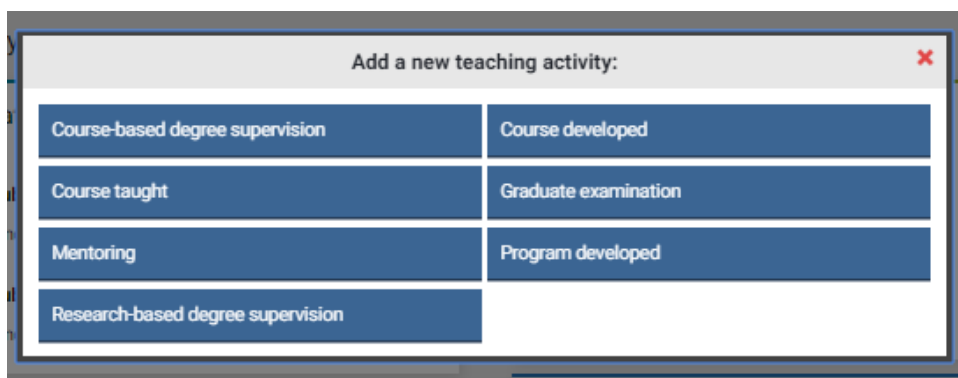 Add a new teaching activity:
Course-based degree supervision
Course developed
Course taught
Graduate examination
Mentoring
Program developed
Research-based degree supervision